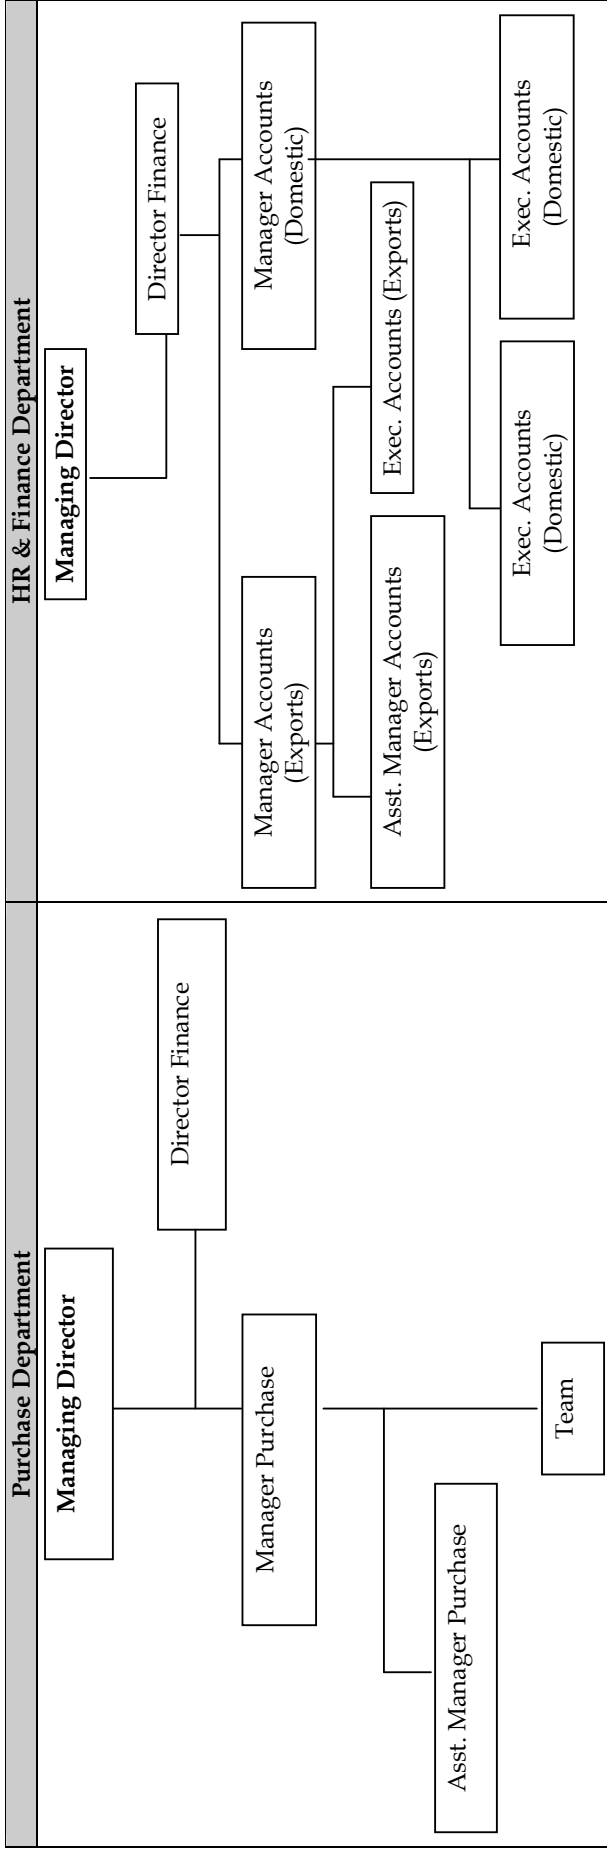 Purchase Department
Managing Director
Director Finance
Manager Purchase
Asst. Manager Purchase
Team
HR & Finance Department
Managing Director
Director Finance
Manager Accounts
(Exports)
Manager Accounts
(Domestic)
Asst. Manager Accounts
(Exports)
Exec. Accounts (Exports)
Exec. Accounts
(Domestic)
Exec. Accounts
(Domestic)